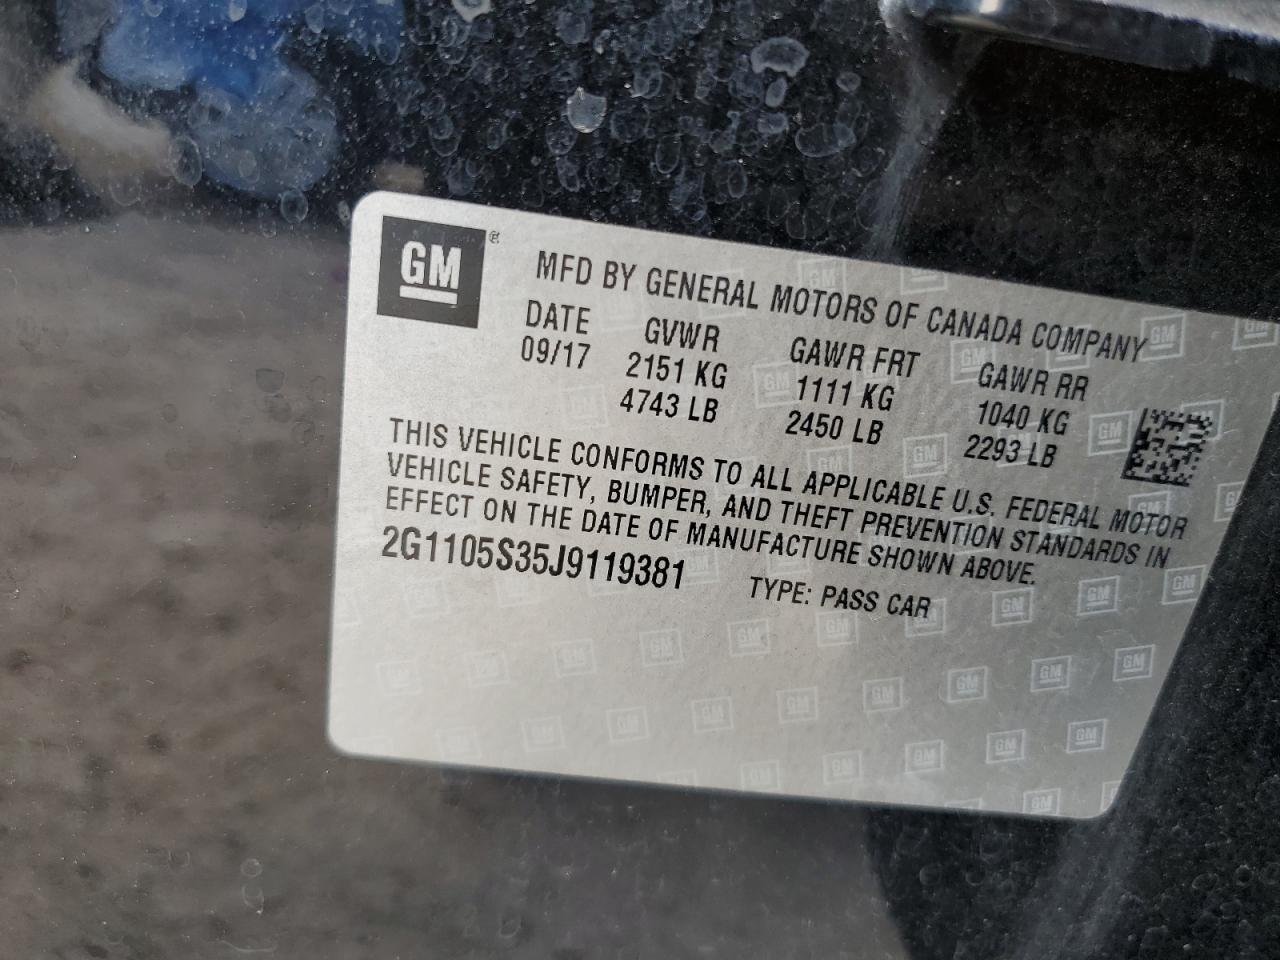 GM®
MFD BY GENERAL MOTORS OF CANADA COMPANY
DATE GVWR GAWR FRT GAWR RR
09/17 2151 KG 1111 KG 1040 KG
4743 LB 2450 LB 2293 LB
THIS VEHICLE CONFORMS TO ALL APPLICABLE U.S. FEDERAL MOTOR
VEHICLE SAFETY, BUMPER, AND THEFT PREVENTION STANDARDS IN
EFFECT ON THE DATE OF MANUFACTURE SHOWN ABOVE.
2G1105S35J9119381 TYPE: PASS CAR